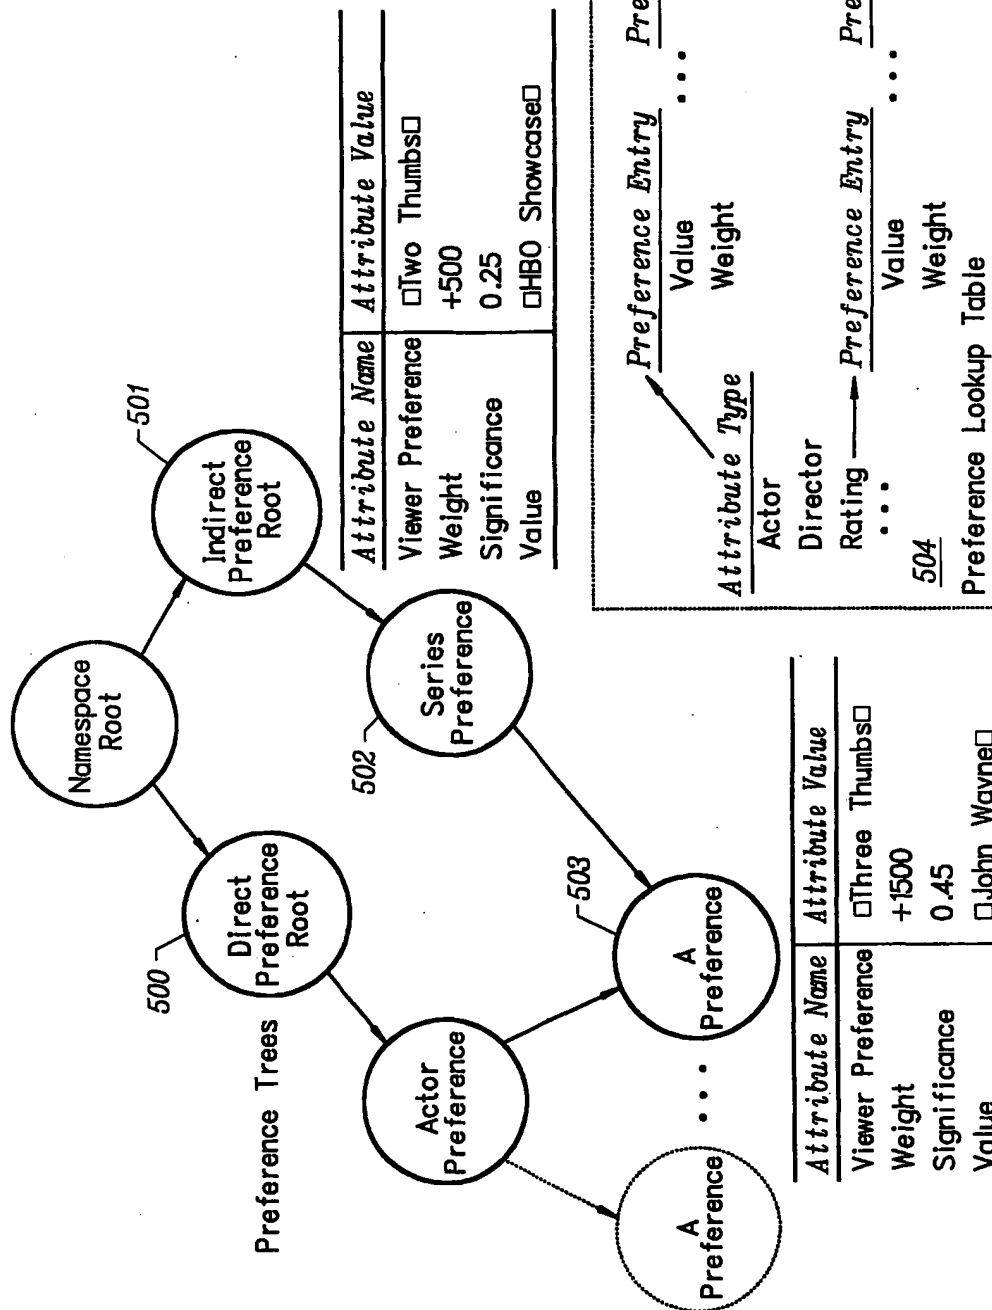 Namespace
Root
Direct
Preference
Root
500
Indirect
Preference
Root
501
Preference Trees
Actor
Preference
Series
Preference
502
A
Preference
• • •
A
Preference
503
Attribute Name Attribute Value
Viewer Preference □Two Thumbs□
Weight +500
Significance 0.25
Value □HBO Showcase□
Attribute Name Attribute Value
Viewer Preference □Three Thumbs□
Weight +1500
Significance 0.45
Value □John Wayne□
Attribute Type
Actor
Director
Rating
• • •
Preference Entry Pre
Value • • •
Weight
Preference Entry Pre
Value • • •
Weight
504
Preference Lookup Table